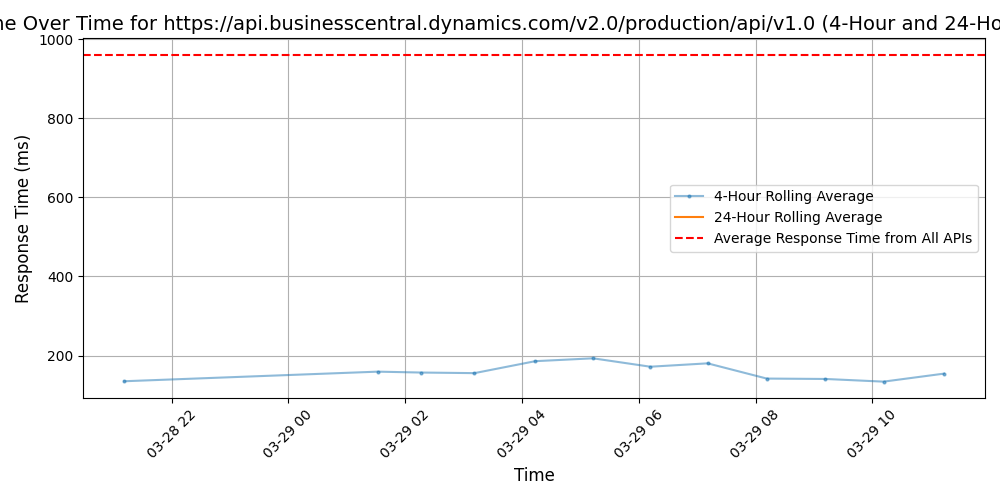 e Over Time for https://api.businesscentral.dynamics.com/v2.0/production/api/v1.0 (4-Hour and 24-Ho
Response Time (ms)
1000
800
600
400
200
4-Hour Rolling Average
24-Hour Rolling Average
Average Response Time from All APIs
03-28 22
03-29 00
03-29 02
03-29 04
03-29 06
03-29 08
03-29 10
Time